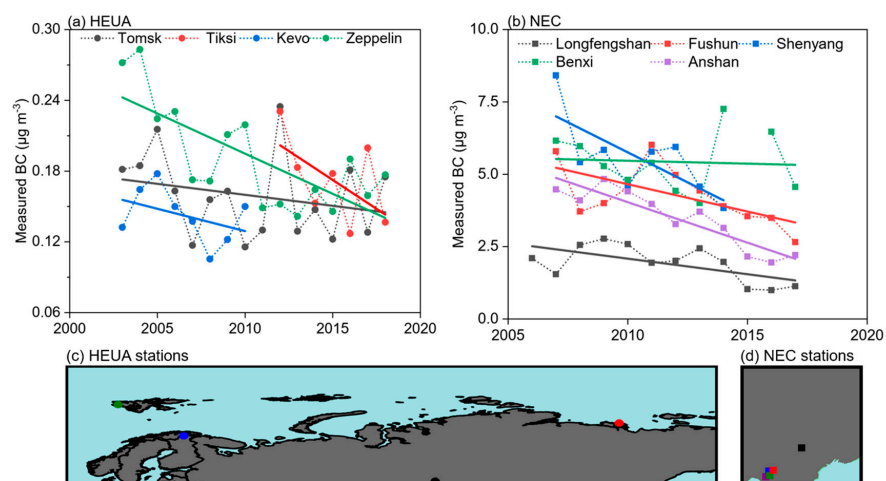 (a) HEUA
Tomsk Tiksi Kevo Zeppelin
0.30
0.24
0.18
0.12
0.06
Measured BC (μg m⁻³)
2000 2005 2010 2015 2020
(b) NEC
Longfengshan Fushun Shenyang
Benxi Anshan
10.0
7.5
5.0
2.5
0.0
Measured BC (μg m⁻³)
2005 2010 2015 2020
(c) HEUA stations
(d) NEC stations